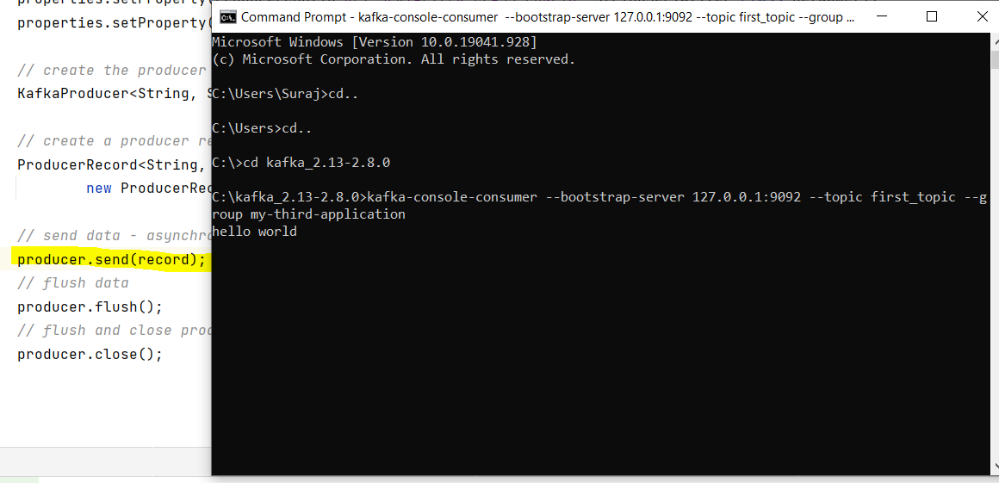 properties.setProperty(
// create the producer
KafkaProducer<String, S
// create a producer re
ProducerRecord<String,
new ProducerRec
// send data - asynchro
producer.send(record);
// flush data
producer.flush();
// flush and close prod
producer.close();
Command Prompt - kafka-console-consumer --bootstrap-server 127.0.0.1:9092 --topic first_topic --group ...
Microsoft Windows [Version 10.0.19041.928]
(c) Microsoft Corporation. All rights reserved.
C:\Users\Suraj>cd..
C:\Users>cd..
C:\>cd kafka_2.13-2.8.0
C:\kafka_2.13-2.8.0>kafka-console-consumer --bootstrap-server 127.0.0.1:9092 --topic first_topic --g
roup my-third-application
hello world